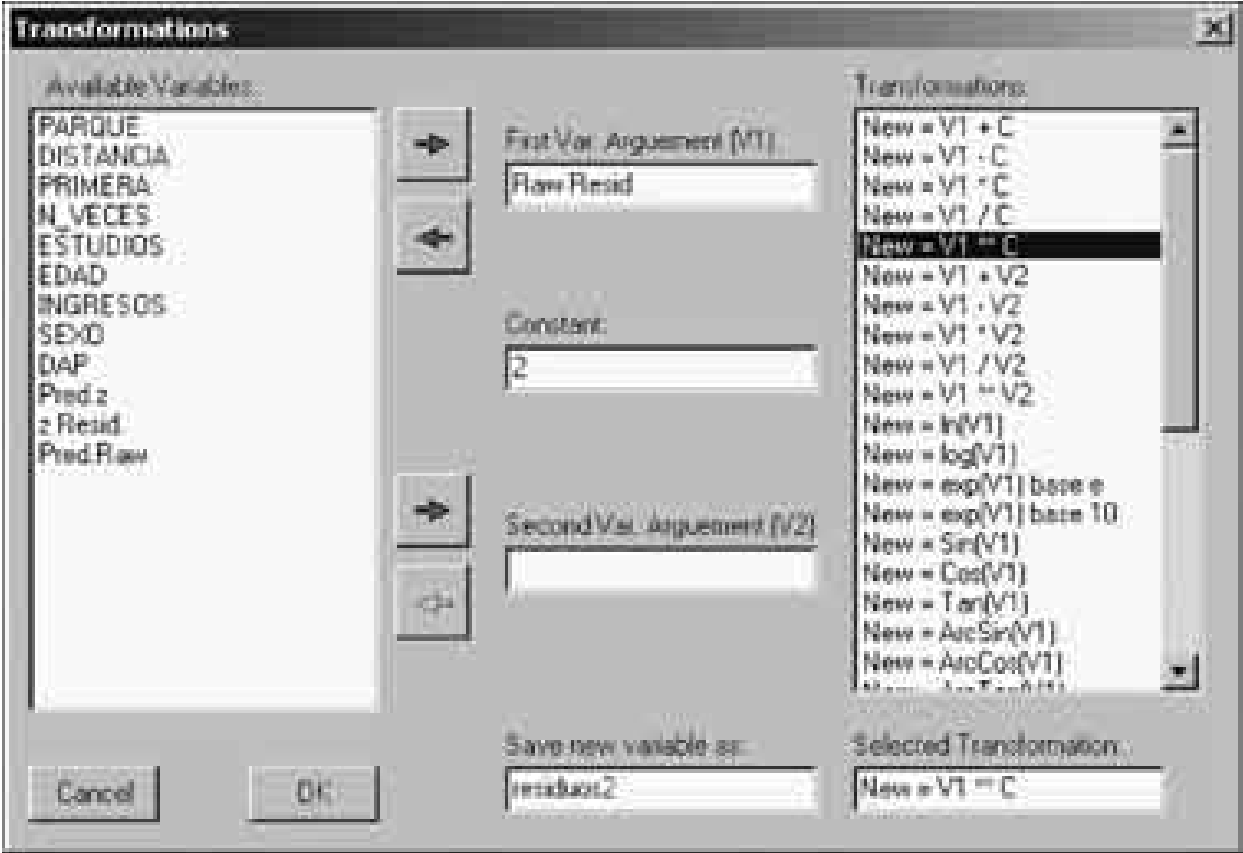 Transformations
Available Variables:
PARQUE
DISTANCIA
PRIMERA
N_VECES
ESTUDIOS
EDAD
INGRESOS
SEXO
DAP
Pred.z
z Resid.
Pred.Raw
First Var. Arguement (V1)
Raw Resid
Constant:
2
Second Var. Arguement (V2)
Save new variable as:
residuos2
Transformations:
New = V1 + C
New = V1 - C
New = V1 * C
New = V1 / C
New = V1 ** C
New = V1 + V2
New = V1 - V2
New = V1 * V2
New = V1 / V2
New = V1 ** V2
New = ln(V1)
New = log(V1)
New = exp(V1) base e
New = exp(V1) base 10
New = Sin(V1)
New = Cos(V1)
New = Tan(V1)
New = ArcSin(V1)
New = ArcCos(V1)
Selected Transformation:
New = V1 ** C
Cancel
OK